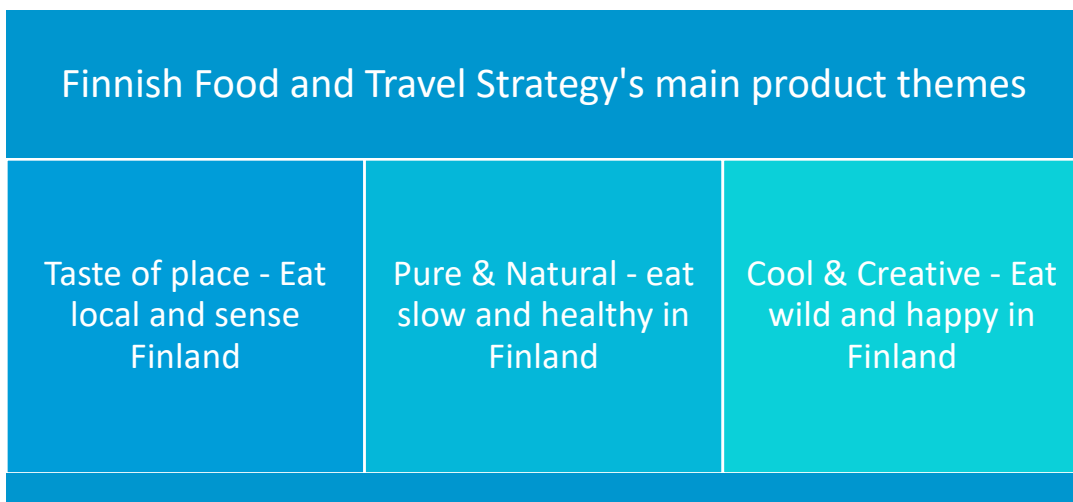 Finnish Food and Travel Strategy's main product themes
Taste of place - Eat
local and sense
Finland
Pure & Natural - eat
slow and healthy in
Finland
Cool & Creative - Eat
wild and happy in
Finland